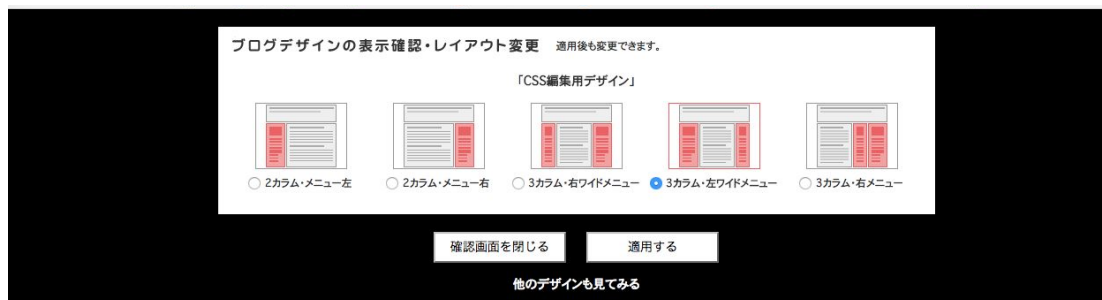 ブログデザインの表示確認・レイアウト変更 適用後も変更できます。
「CSS編集用デザイン」
2カラム・メニュー左 2カラム・メニュー右 3カラム・右ワイドメニュー 3カラム・左ワイドメニュー 3カラム・右メニュー
確認画面を閉じる 適用する
他のデザインも見てみる